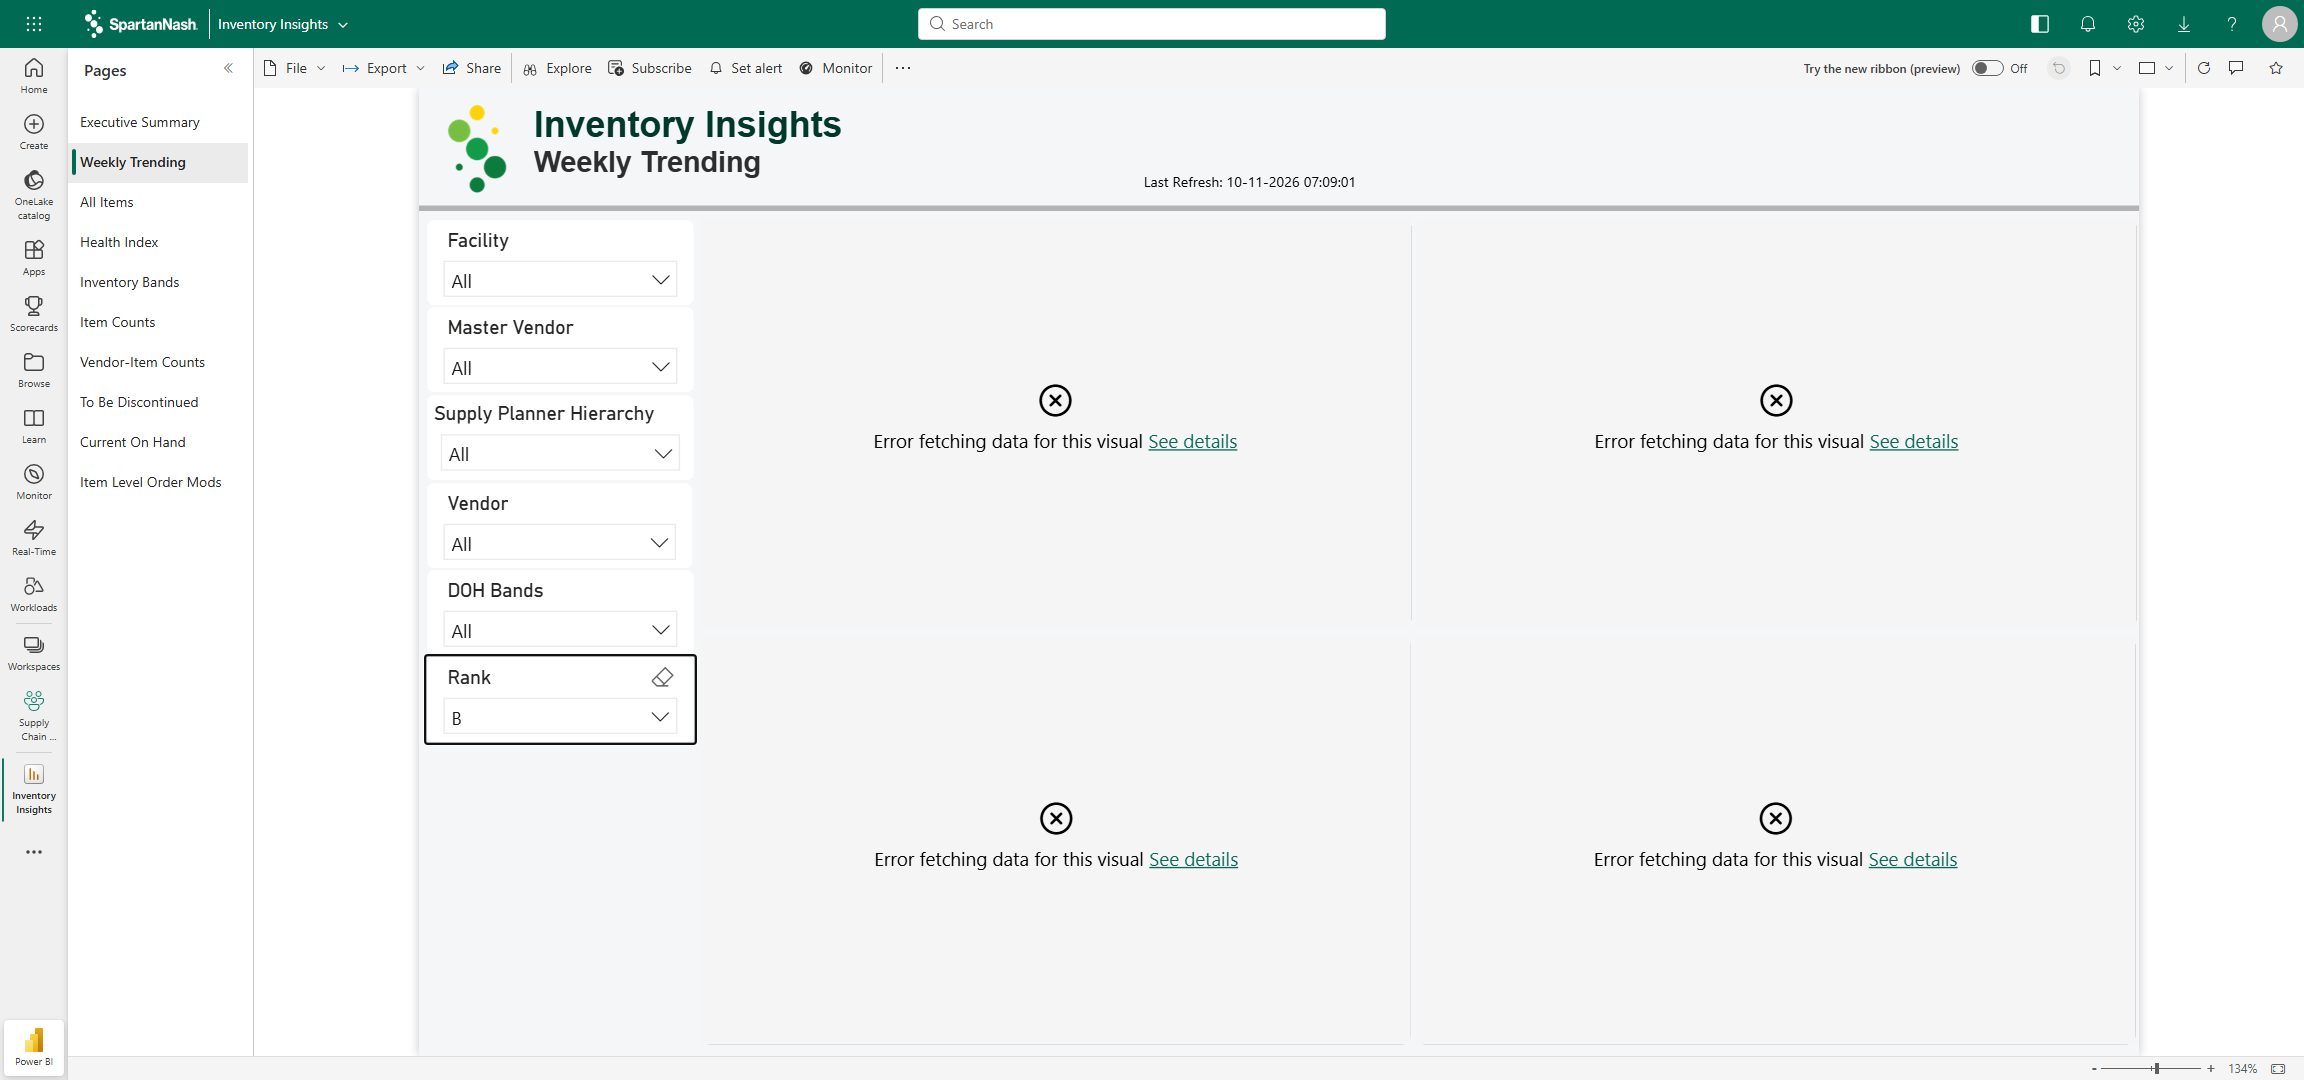 SpartanNash
Inventory Insights
Search
Home
Create
OneLake
catalog
Apps
Scorecards
Browse
Learn
Monitor
Real-Time
Workloads
Workspaces
Supply
Chain ...
Inventory
Insights
Power BI
Pages
Executive Summary
Weekly Trending
All Items
Health Index
Inventory Bands
Item Counts
Vendor-Item Counts
To Be Discontinued
Current On Hand
Item Level Order Mods
File
Export
Share
Explore
Subscribe
Set alert
Monitor
Try the new ribbon (preview)
Off
Inventory Insights
Weekly Trending
Last Refresh: 10-11-2026 07:09:01
Facility
All
Master Vendor
All
Supply Planner Hierarchy
All
Vendor
All
DOH Bands
All
Rank
B
Error fetching data for this visual See details
Error fetching data for this visual See details
Error fetching data for this visual See details
Error fetching data for this visual See details
- + 134%